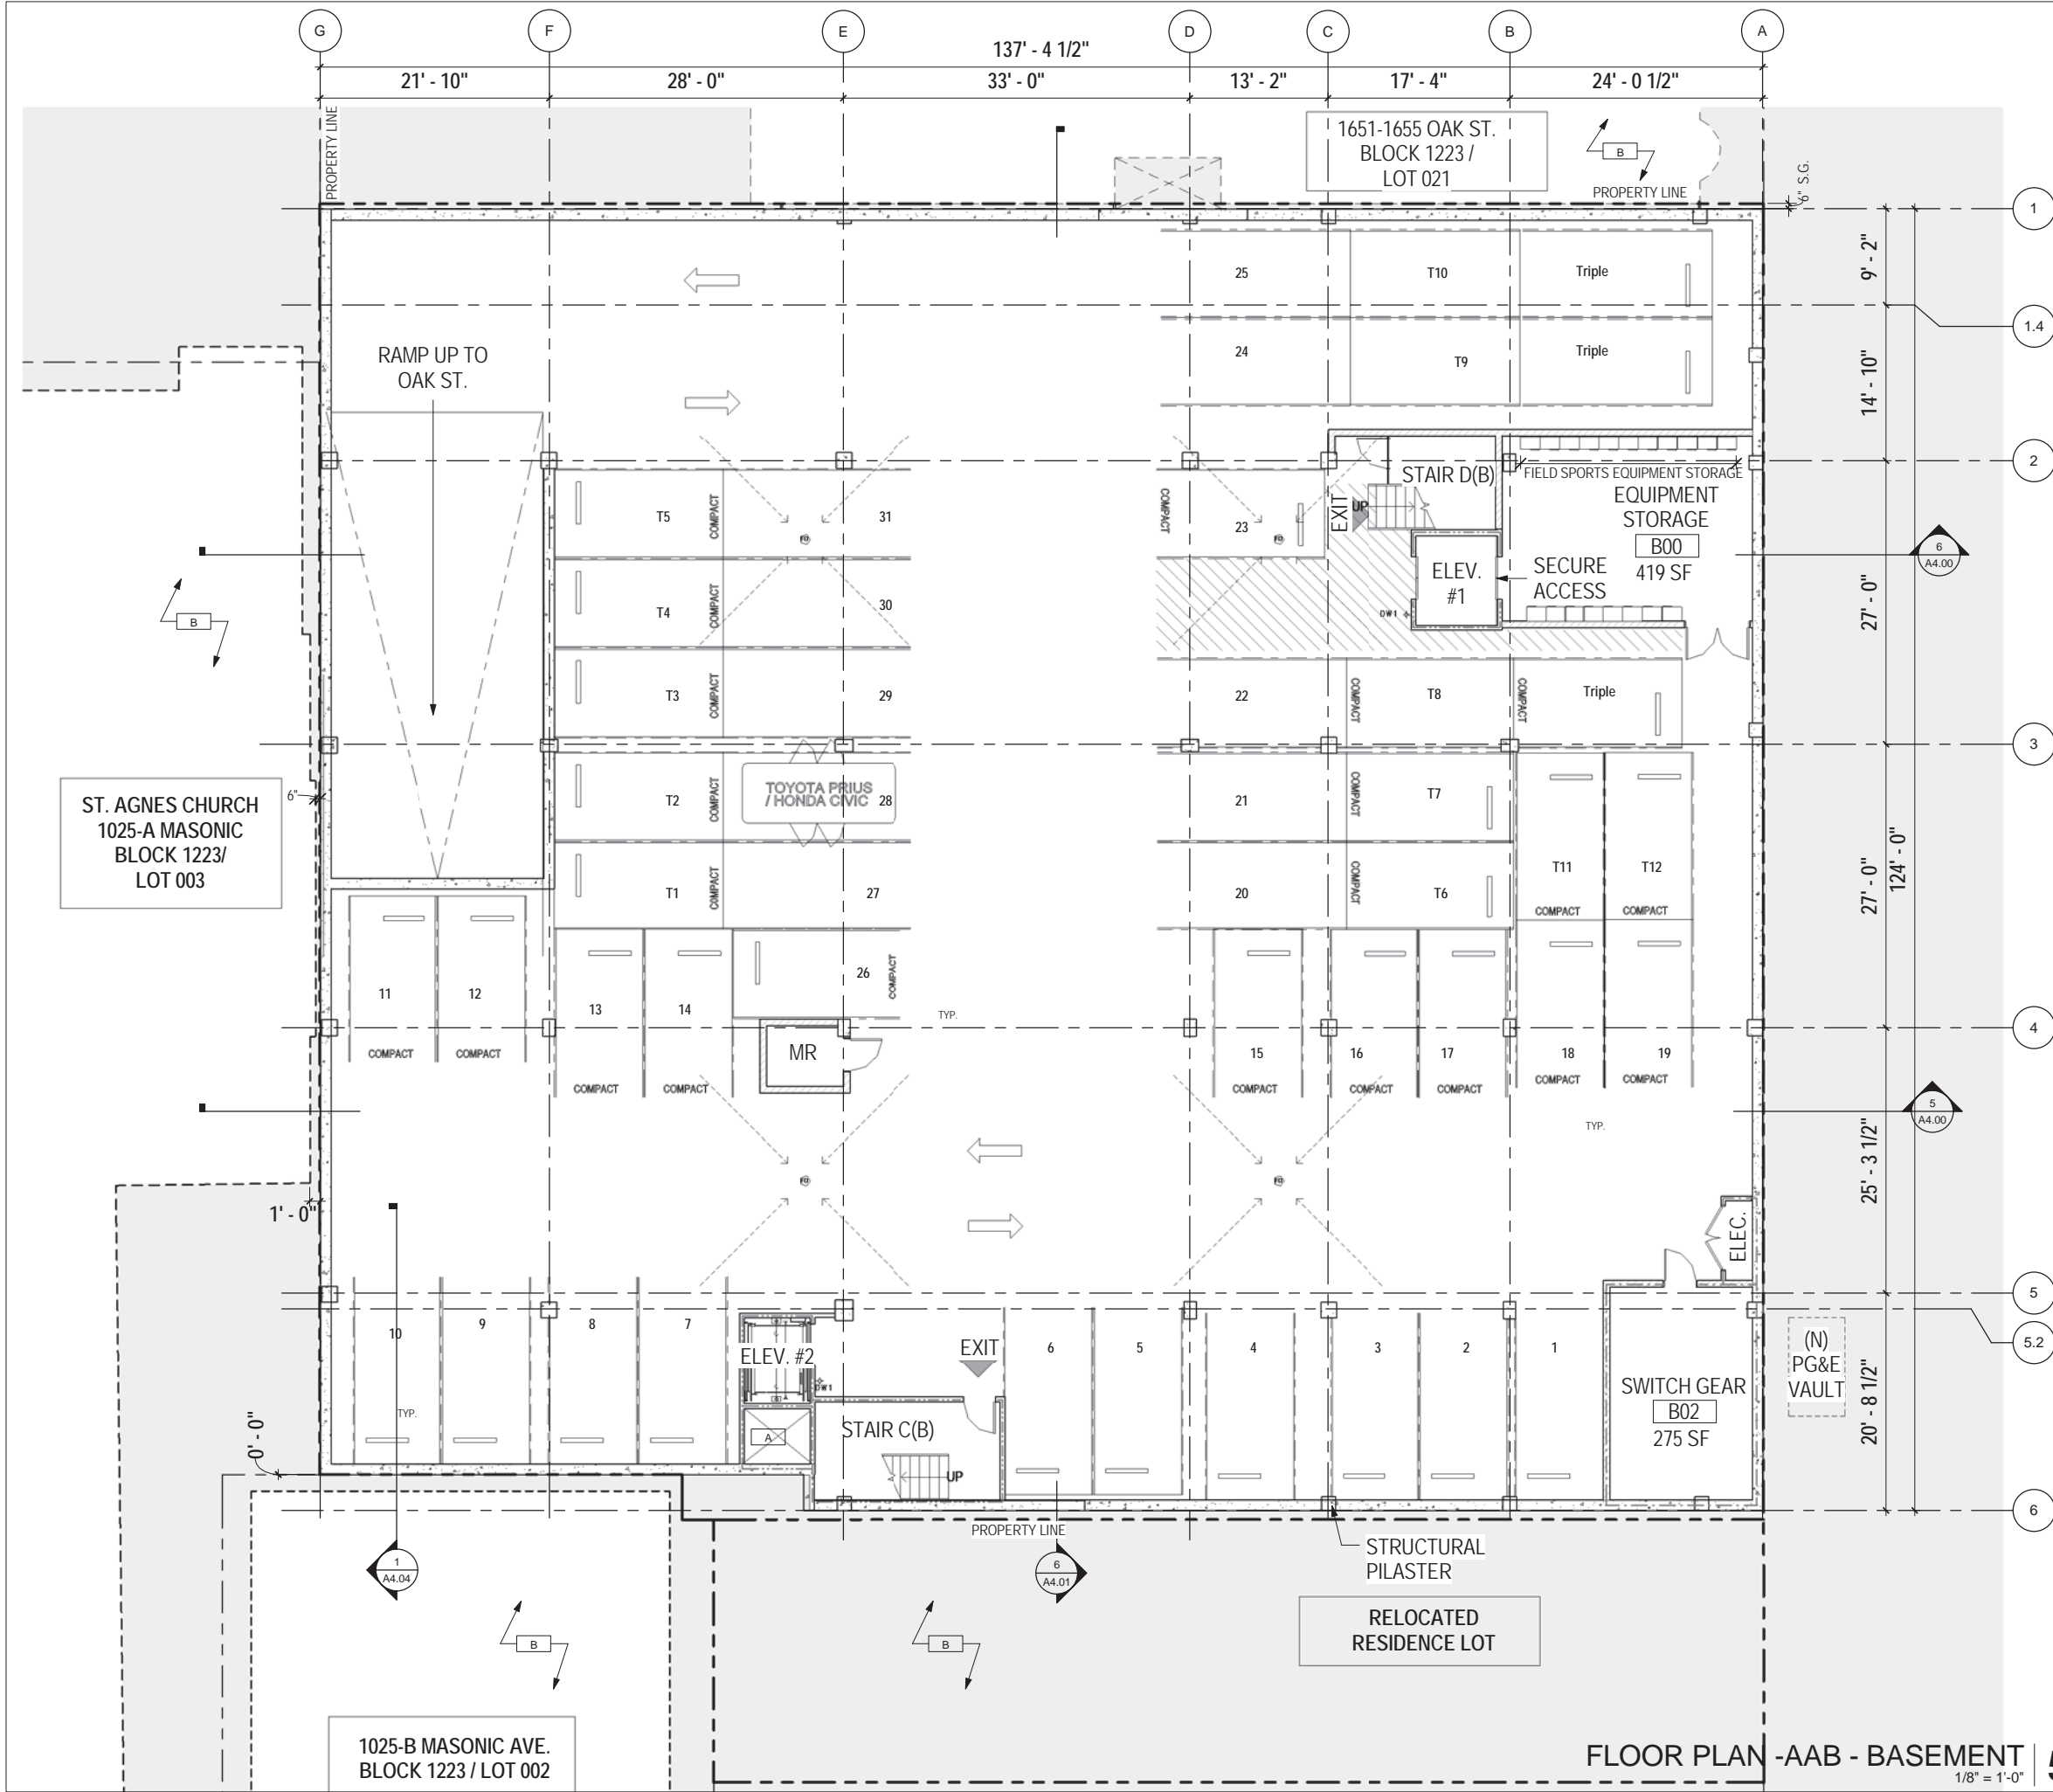 G
F
E
D
C
B
A
137' - 4 1/2"
21' - 10"
28' - 0"
33' - 0"
13' - 2"
17' - 4"
24' - 0 1/2"
PROPERTY LINE
1651-1655 OAK ST.
BLOCK 1223 /
LOT 021
B
PROPERTY LINE
6" S.G.
1
9' - 2"
1.4
14' - 10"
2
27' - 0"
3
27' - 0"
124' - 0"
4
25' - 3 1/2"
5
5.2
20' - 8 1/2"
6
25
T10
Triple
24
T9
Triple
RAMP UP TO
OAK ST.
T5
COMPACT
31
FD
COMPACT
23
FD
EXIT
UP
STAIR D(B)
FIELD SPORTS EQUIPMENT STORAGE
EQUIPMENT
STORAGE
B00
419 SF
6
A4.00
ELEV.
#1
SECURE
ACCESS
DW1
T4
COMPACT
30
B
T3
COMPACT
29
22
COMPACT
T8
COMPACT
Triple
ST. AGNES CHURCH
1025-A MASONIC
BLOCK 1223/
LOT 003
6"
T2
COMPACT
TOYOTA PRIUS
/ HONDA CIVIC
28
21
COMPACT
T7
T11
T12
COMPACT
COMPACT
T1
COMPACT
27
20
COMPACT
T6
11
12
13
14
26
COMPACT
TYP.
MR
COMPACT
COMPACT
COMPACT
COMPACT
15
16
17
18
19
COMPACT
COMPACT
COMPACT
COMPACT
COMPACT
5
A4.00
TYP.
FD
FD
1' - 0"
ELEC.
10
9
8
7
ELEV. #2
DW1
EXIT
6
5
4
3
2
1
(N)
PG&E
VAULT
SWITCH GEAR
B02
275 SF
TYP.
A
STAIR C(B)
UP
0' - 0"
PROPERTY LINE
STRUCTURAL
PILASTER
1
A4.04
6
A4.01
B
B
RELOCATED
RESIDENCE LOT
1025-B MASONIC AVE.
BLOCK 1223 / LOT 002
FLOOR PLAN -AAB - BASEMENT
1/8" = 1'-0"